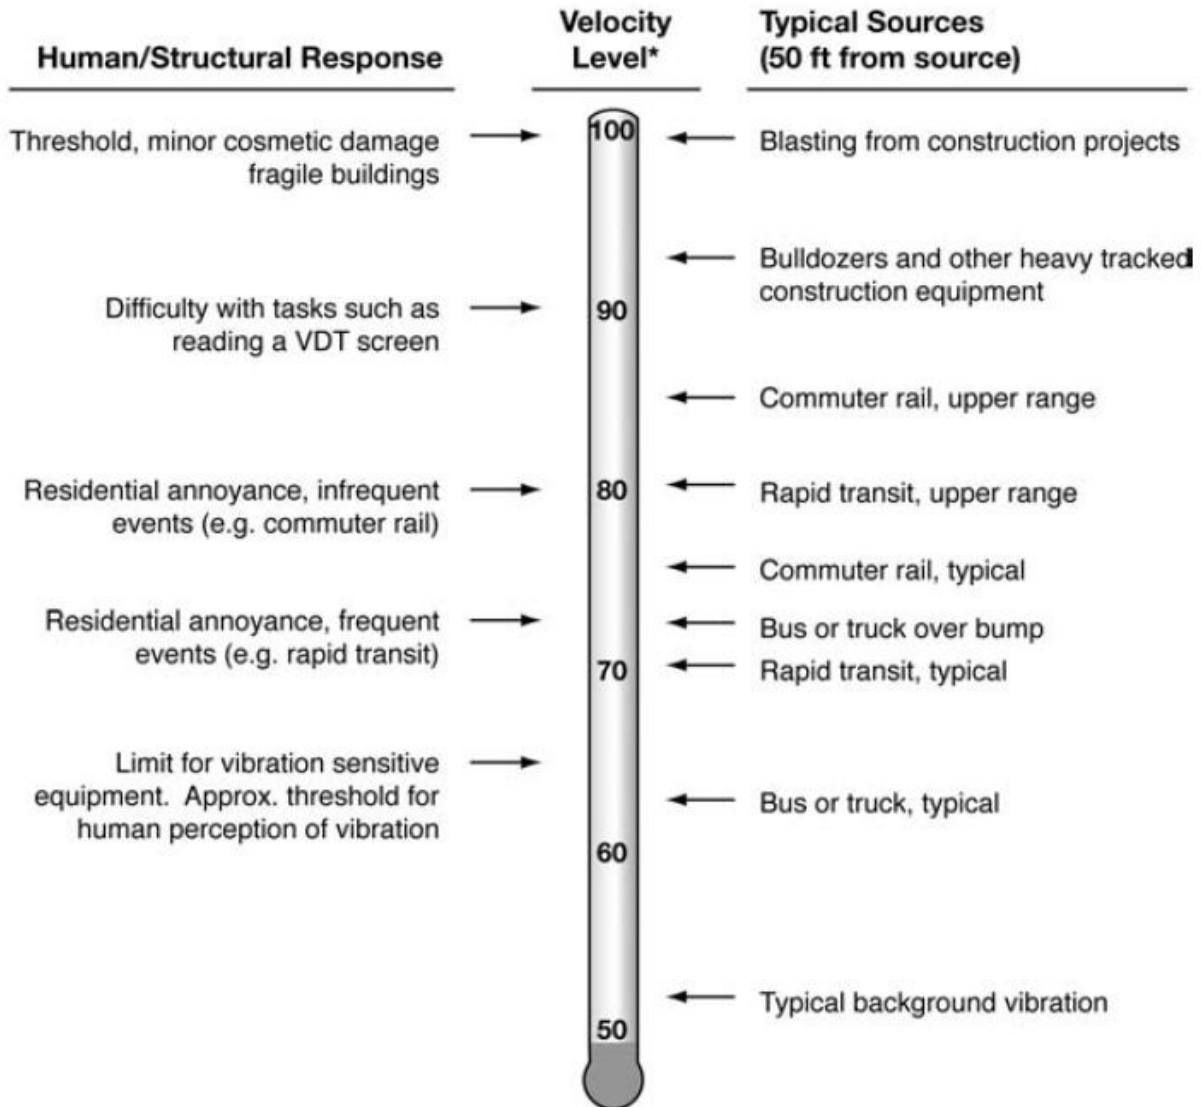 Human/Structural Response
Velocity
Level*
Typical Sources
(50 ft from source)
Threshold, minor cosmetic damage
fragile buildings
100
Blasting from construction projects
Bulldozers and other heavy tracked
construction equipment
Difficulty with tasks such as
reading a VDT screen
90
Commuter rail, upper range
Residential annoyance, infrequent
events (e.g. commuter rail)
80
Rapid transit, upper range
Commuter rail, typical
Residential annoyance, frequent
events (e.g. rapid transit)
Bus or truck over bump
70
Rapid transit, typical
Limit for vibration sensitive
equipment. Approx. threshold for
human perception of vibration
Bus or truck, typical
60
Typical background vibration
50